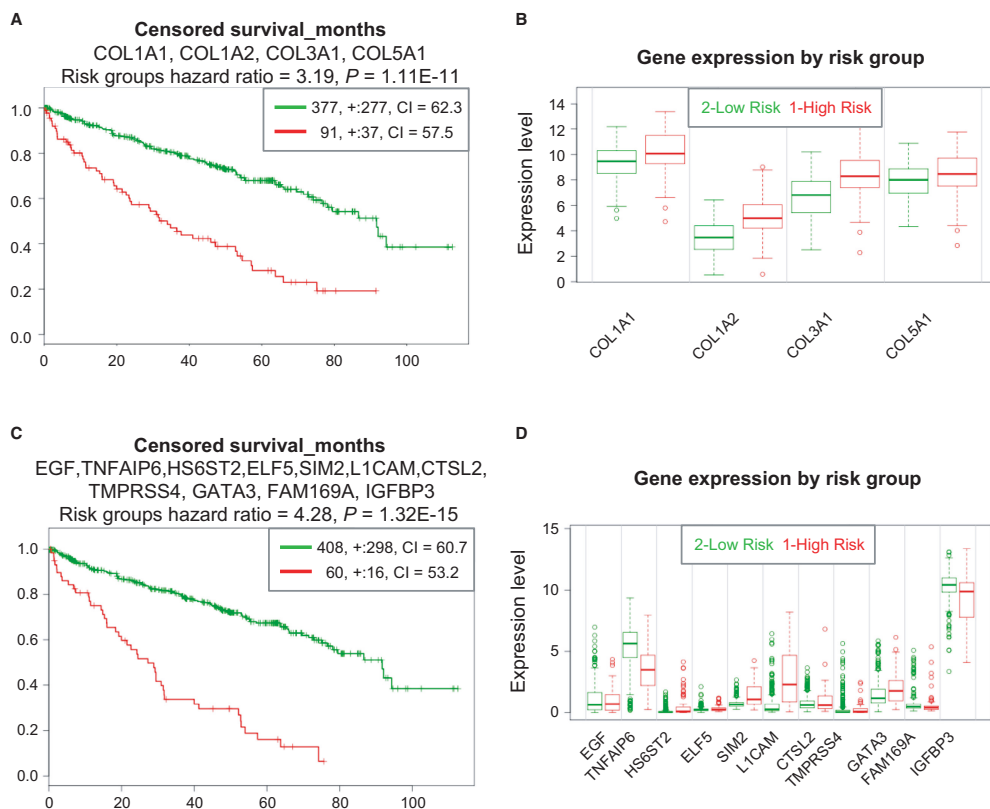 A
Censored survival_months
COL1A1, COL1A2, COL3A1, COL5A1
Risk groups hazard ratio = 3.19, P = 1.11E-11
377, +:277, CI = 62.3
91, +:37, CI = 57.5
1.0
0.8
0.6
0.4
0.2
0.0
0 20 40 60 80 100
B
Gene expression by risk group
2-Low Risk 1-High Risk
Expression level
14
12
10
8
6
4
2
0
COL1A1
COL1A2
COL3A1
COL5A1
C
Censored survival_months
EGF,TNFAIP6,HS6ST2,ELF5,SIM2,L1CAM,CTSL2,
TMPRSS4, GATA3, FAM169A, IGFBP3
Risk groups hazard ratio = 4.28, P = 1.32E-15
408, +:298, CI = 60.7
60, +:16, CI = 53.2
1.0
0.8
0.6
0.4
0.2
0.0
0 20 40 60 80 100
D
Gene expression by risk group
2-Low Risk 1-High Risk
Expression level
15
10
5
0
EGF
TNFAIP6
HS6ST2
ELF5
SIM2
L1CAM
CTSL2
TMPRSS4
GATA3
FAM169A
IGFBP3